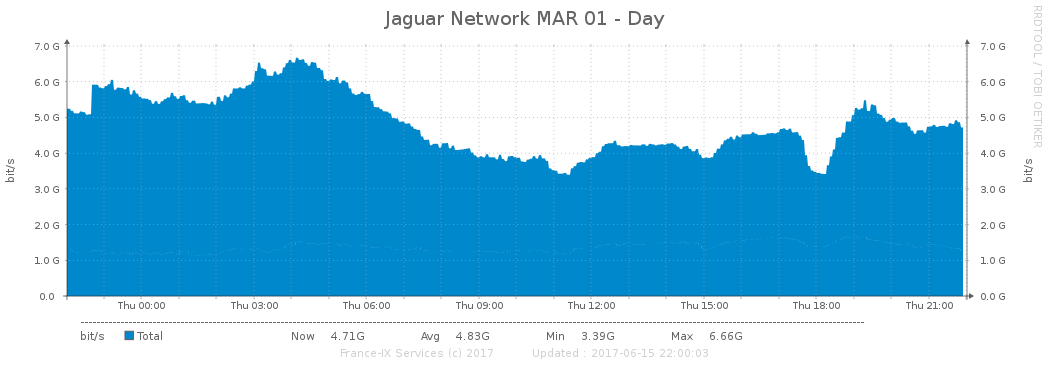 Jaguar Network MAR 01 - Day
RRDTOOL / TOBI OETIKER
bit/s
7.0 G 7.0 G
6.0 G 6.0 G
5.0 G 5.0 G
4.0 G 4.0 G
3.0 G 3.0 G
2.0 G 2.0 G
1.0 G 1.0 G
0.0 0.0 G
bit/s
Thu 00:00 Thu 03:00 Thu 06:00 Thu 09:00 Thu 12:00 Thu 15:00 Thu 18:00 Thu 21:00
bit/s Total Now 4.71G Avg 4.83G Min 3.39G Max 6.66G
France-IX Services (c) 2017 Updated : 2017-06-15 22:00:03